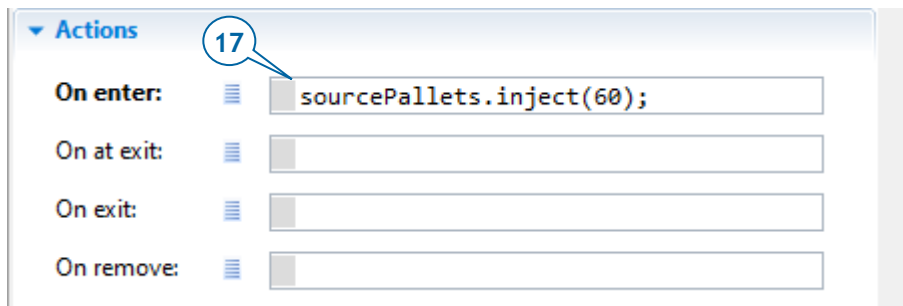 Actions
17
On enter: sourcePallets.inject(60);
On at exit:
On exit:
On remove: